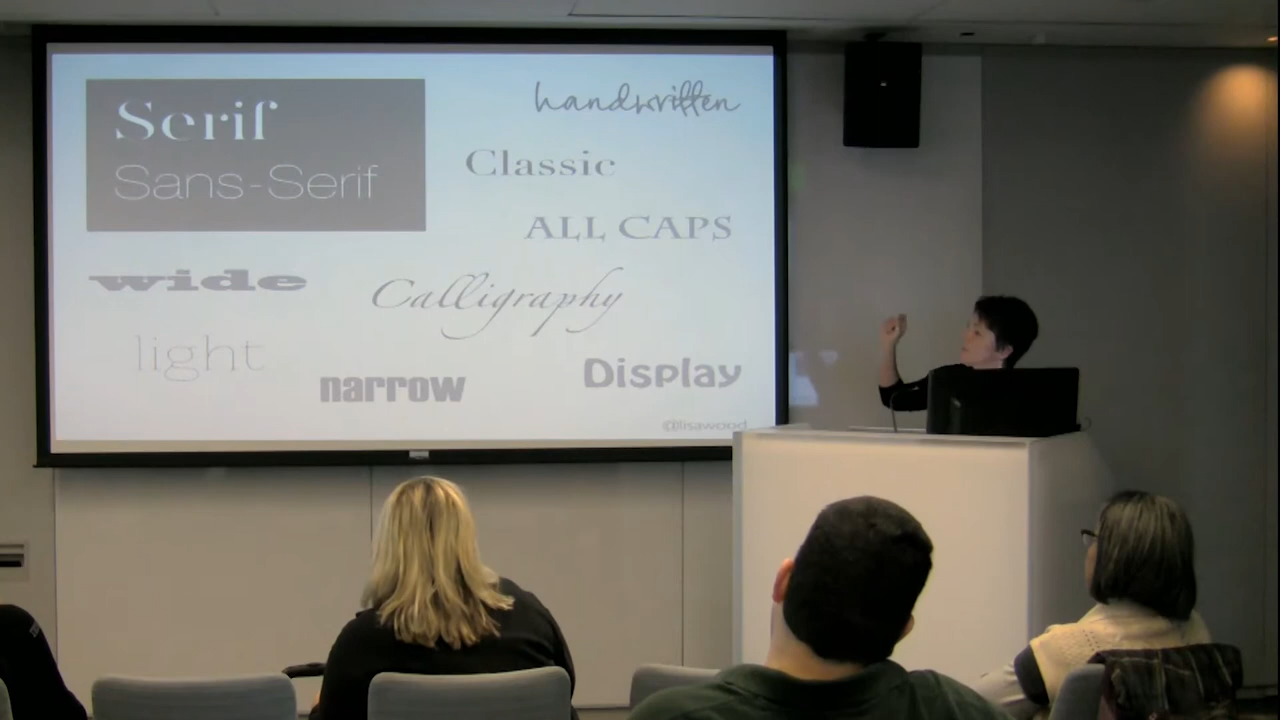 Serif
Sans-Serif
handwritten
Classic
ALL CAPS
wide
Calligraphy
light
narrow
Display
@lisawood